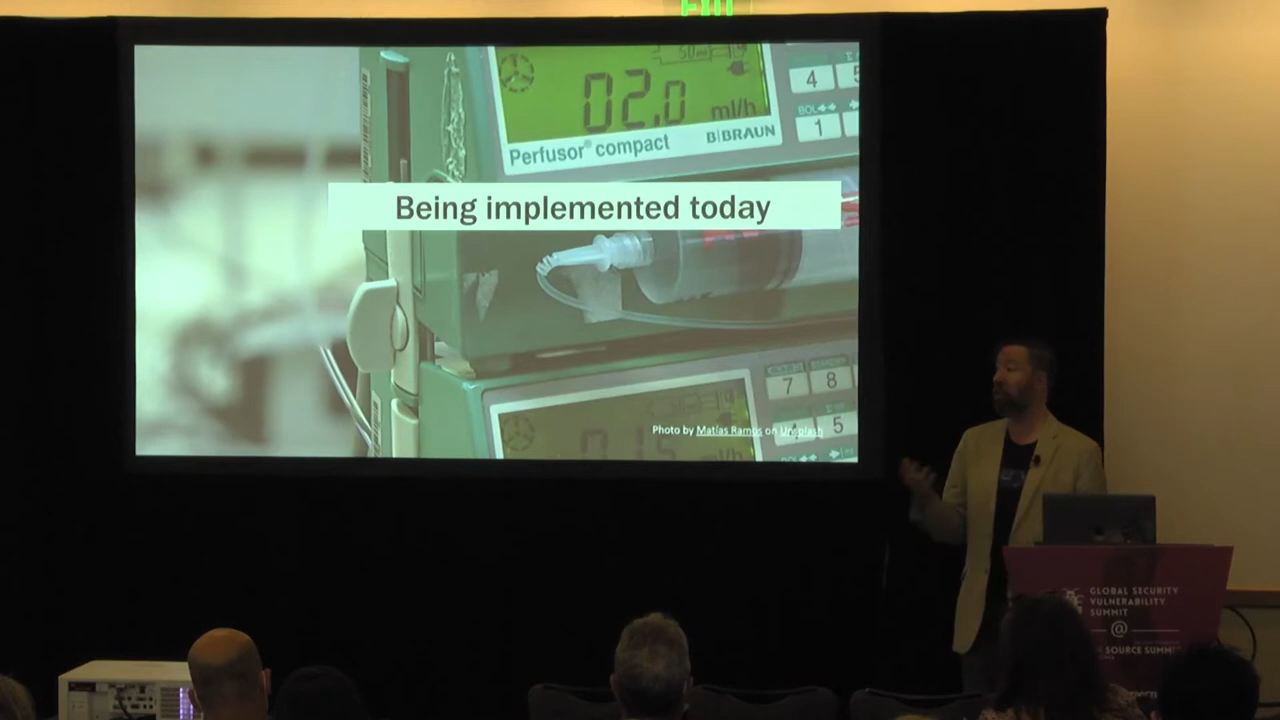 EXIT
50ml
02.0 ml/h
Perfusor® compact B|BRAUN
4 5
BOL
1
Being implemented today
7 8
5
Photo by Matías Ramos on Unsplash
GLOBAL SECURITY
VULNERABILITY
SUMMIT
@
SOURCE SUMMIT